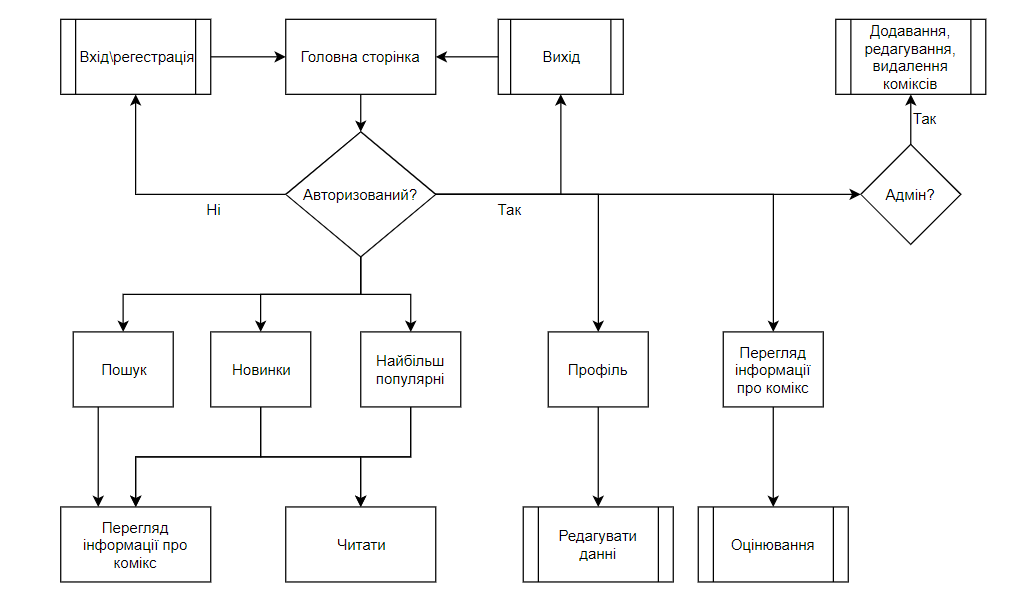 Вхід\регестрація
Головна сторінка
Вихід
Додавання,
редагування,
видалення
коміксів
Так
Авторизований?
Адмін?
Ні
Так
Пошук
Новинки
Найбільш
популярні
Профіль
Перегляд
інформації
про комікс
Перегляд
інформації про
комікс
Читати
Редагувати
данні
Оцінювання